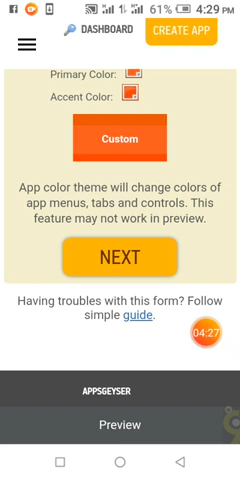 61% 4:29 PM
DASHBOARD
CREATE APP
Primary Color:
Accent Color:
Custom
App color theme will change colors of
app menus, tabs and controls. This
feature may not work in preview.
NEXT
Having troubles with this form? Follow
simple guide.
04:27
APPSGEYSER
Preview